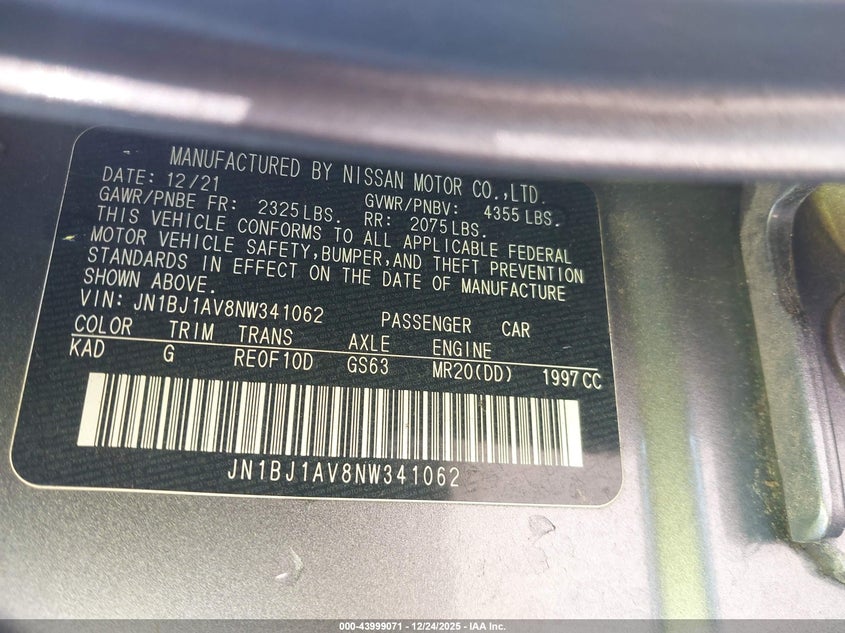 MANUFACTURED BY NISSAN MOTOR CO.,LTD.
DATE: 12/21 GVWR/PNBV: 4355 LBS.
GAWR/PNBE FR: 2325 LBS. RR: 2075 LBS.
THIS VEHICLE CONFORMS TO ALL APPLICABLE FEDERAL
MOTOR VEHICLE SAFETY, BUMPER, AND THEFT PREVENTION
STANDARDS IN EFFECT ON THE DATE OF MANUFACTURE
SHOWN ABOVE.
VIN: JN1BJ1AV8NW341062 PASSENGER CAR
COLOR TRIM TRANS AXLE ENGINE
KAD G RE0F10D GS63 MR20(DD) 1997 CC
JN1BJ1AV8NW341062
000-43999071 - 12/24/2025 - IAA Inc.